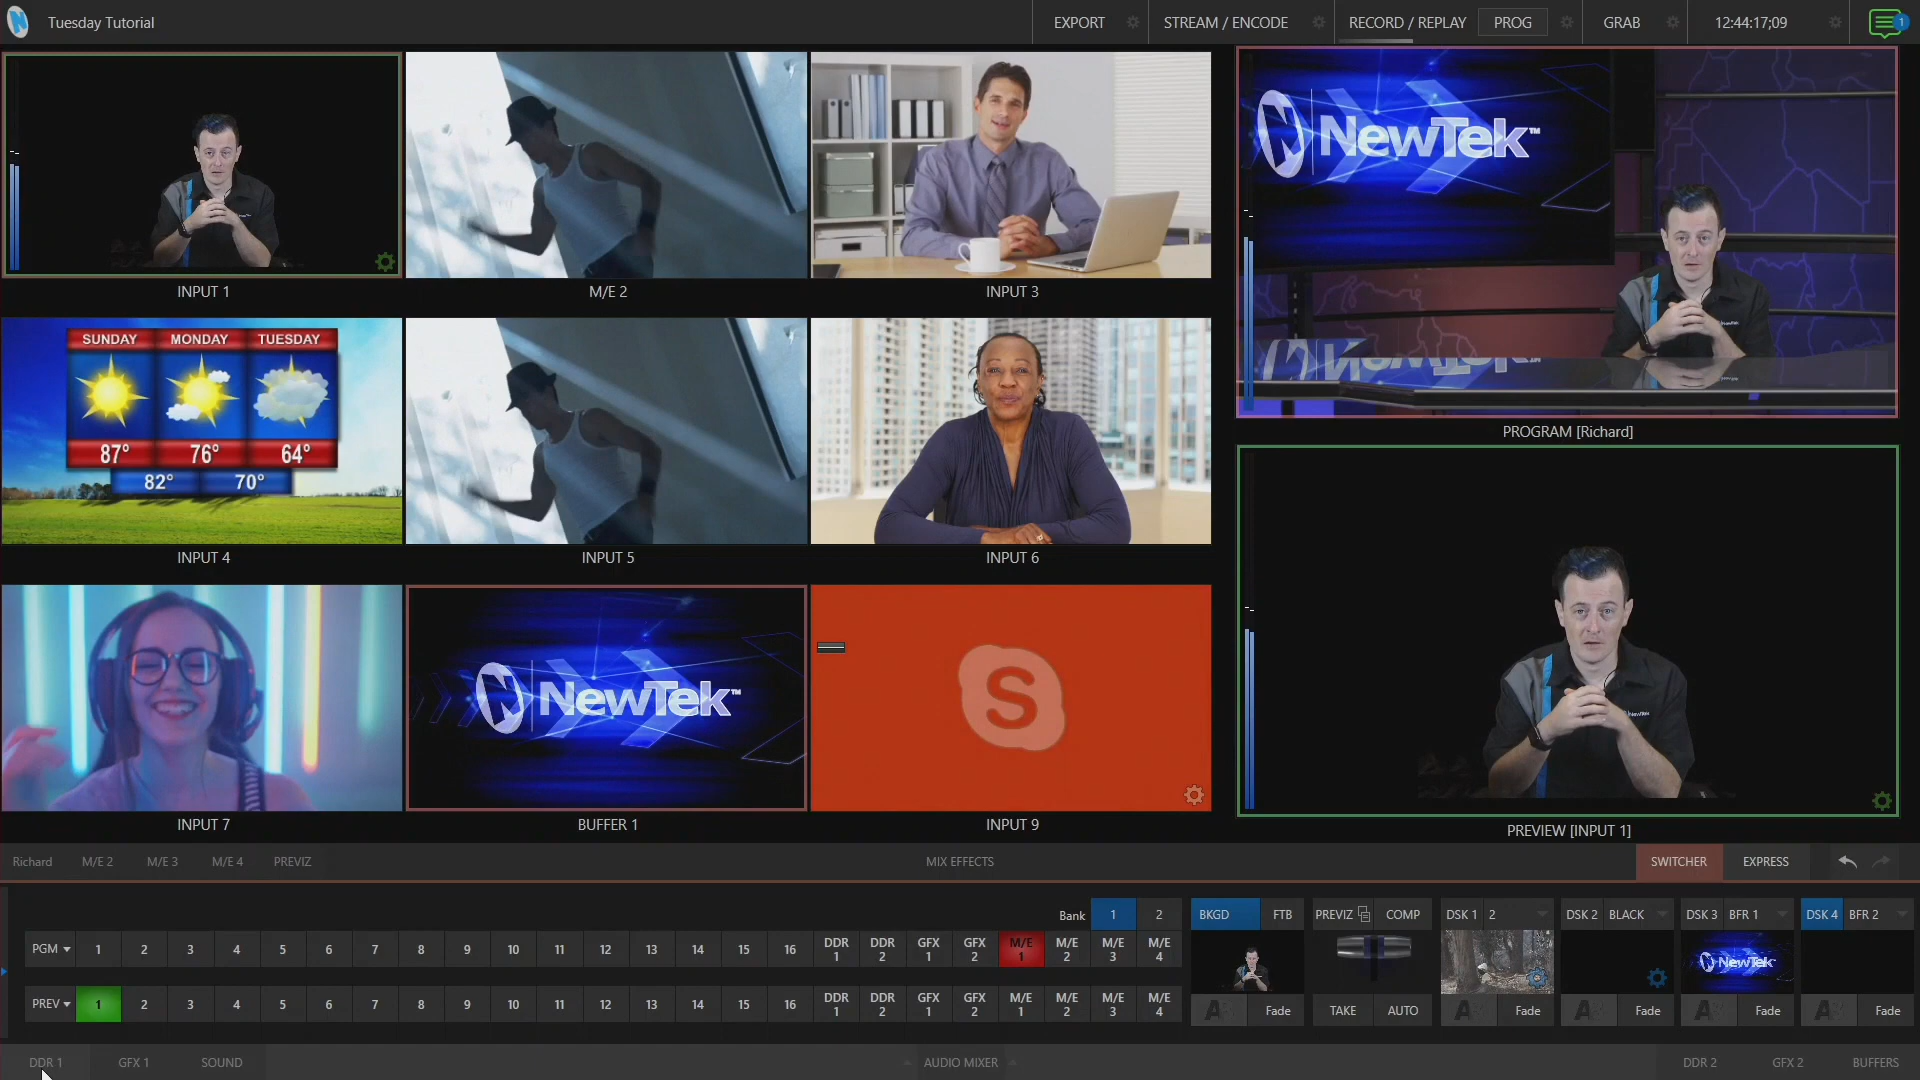 Tuesday Tutorial
EXPORT
STREAM / ENCODE
RECORD / REPLAY
PROG
GRAB
12:44:17;09
1
INPUT 1
M/E 2
INPUT 3
NewTek™
PROGRAM [Richard]
SUNDAY MONDAY TUESDAY
87° 76° 64°
82° 70°
INPUT 4
INPUT 5
INPUT 6
NewTek™
INPUT 7
BUFFER 1
INPUT 9
PREVIEW [INPUT 1]
Richard M/E 2 M/E 3 M/E 4 PREVIZ
MIX EFFECTS
SWITCHER EXPRESS
Bank 1 2
PGM 1 2 3 4 5 6 7 8 9 10 11 12 13 14 15 16 DDR 1 DDR 2 GFX 1 GFX 2 M/E 1 M/E 2 M/E 3 M/E 4
PREV 1 2 3 4 5 6 7 8 9 10 11 12 13 14 15 16 DDR 1 DDR 2 GFX 1 GFX 2 M/E 1 M/E 2 M/E 3 M/E 4
BKGD FTB
PREVIZ COMP
DSK 1 2
DSK 2 BLACK
DSK 3 BFR 1
DSK 4 BFR 2
NewTek
Fade
TAKE AUTO
Fade
Fade
Fade
Fade
DDR 1 GFX 1 SOUND
AUDIO MIXER
DDR 2 GFX 2 BUFFERS